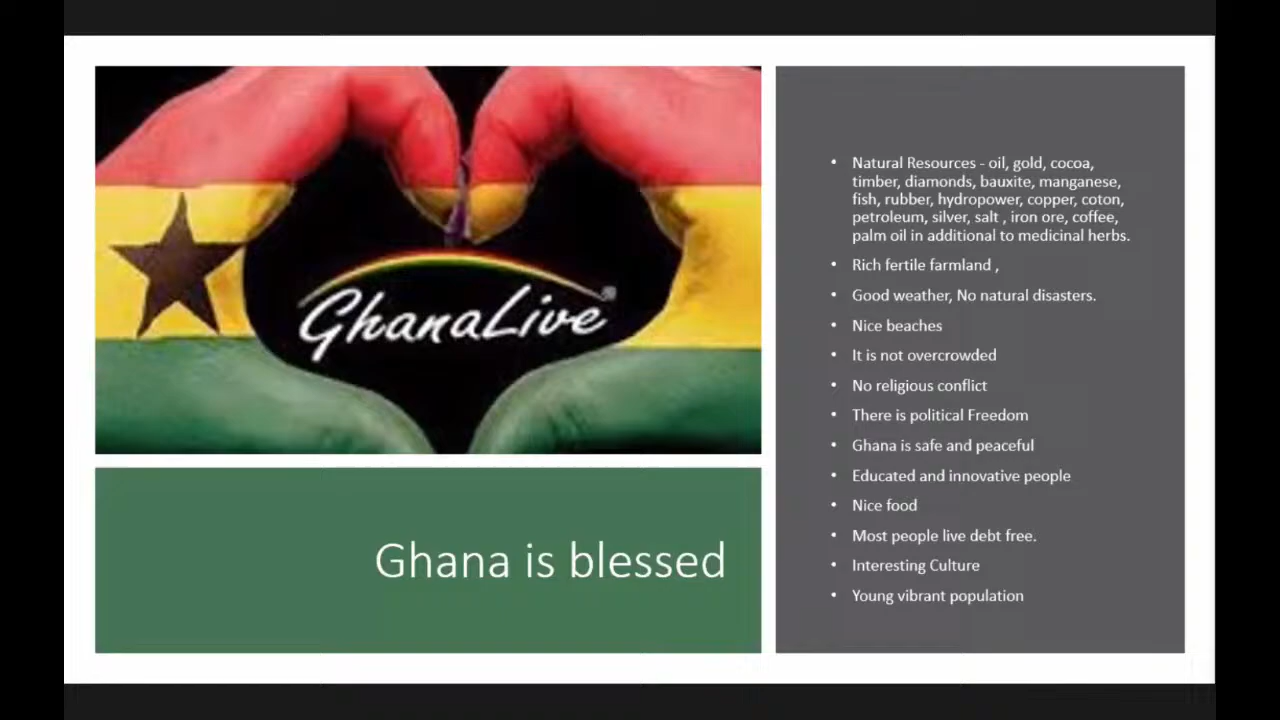 GhanaLive®
Ghana is blessed
• Natural Resources - oil, gold, cocoa,
timber, diamonds, bauxite, manganese,
fish, rubber, hydropower, copper, coton,
petroleum, silver, salt , iron ore, coffee,
palm oil in additional to medicinal herbs.
• Rich fertile farmland ,
• Good weather, No natural disasters.
• Nice beaches
• It is not overcrowded
• No religious conflict
• There is political Freedom
• Ghana is safe and peaceful
• Educated and innovative people
• Nice food
• Most people live debt free.
• Interesting Culture
• Young vibrant population